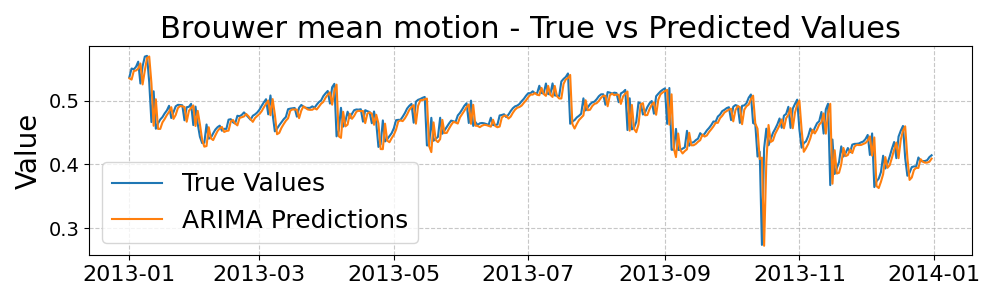 Brouwer mean motion - True vs Predicted Values
Value
0.5
0.4
0.3
True Values
ARIMA Predictions
2013-01 2013-03 2013-05 2013-07 2013-09 2013-11 2014-01